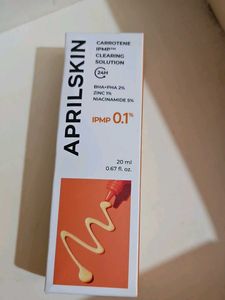 APRILSKIN
CARROTENE
IPMP™
CLEARING
SOLUTION
24H
BHA+PHA 2%
ZINC 1%
NIACINAMIDE 5%
IPMP 0.1%
20 ml
0.67 fl. oz.